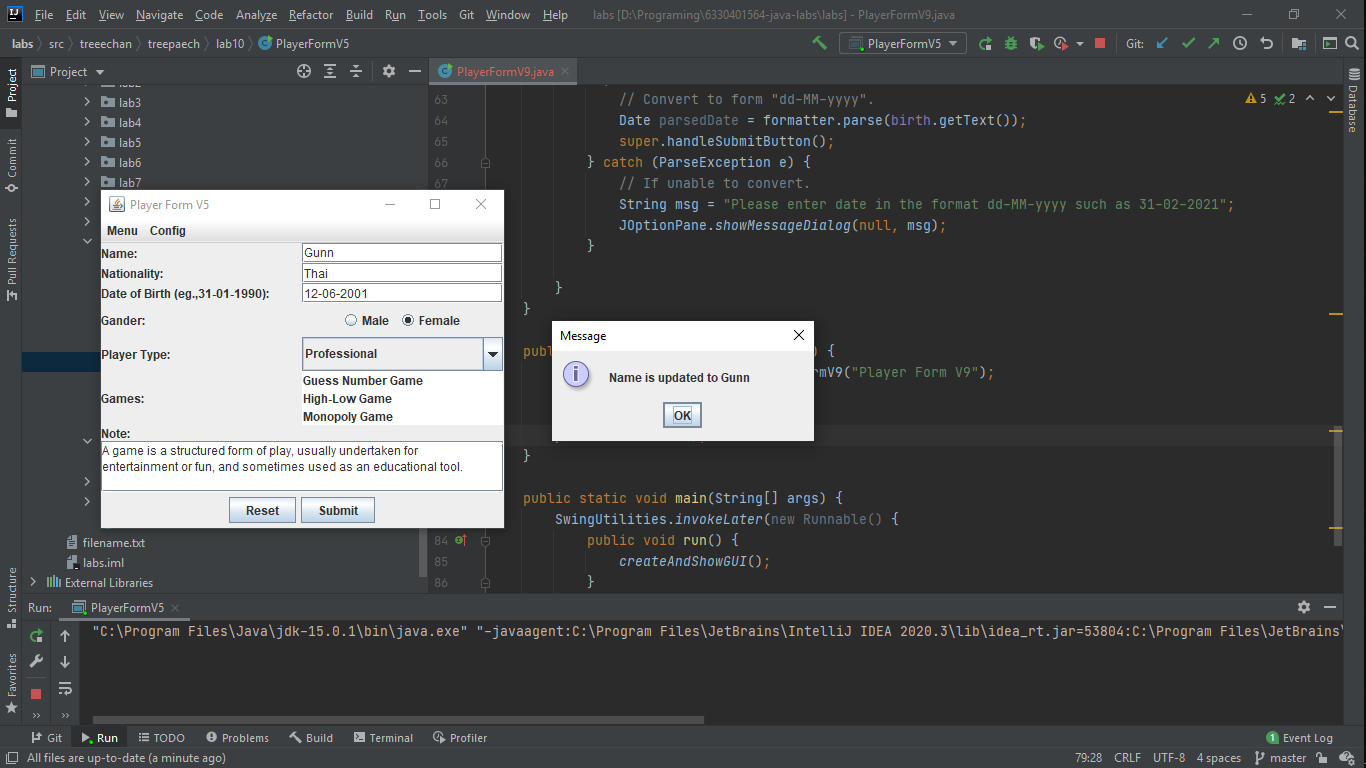 File Edit View Navigate Code Analyze Refactor Build Run Tools Git Window Help labs [D:\Programing\6330401564-java-labs\labs] - PlayerFormV9.java
labs src treeechan treepaech lab10 PlayerFormV5
PlayerFormV5
Git:
Project
PlayerFormV9.java
lab2
lab3
lab4
lab5
lab6
lab7
filename.txt
labs.iml
External Libraries
Project
Commit
Pull Requests
Structure
Favorites
Database
5 2
63 // Convert to form "dd-MM-yyyy".
64 Date parsedDate = formatter.parse(birth.getText());
65 super.handleSubmitButton();
66 } catch (ParseException e) {
67 // If unable to convert.
String msg = "Please enter date in the format dd-MM-yyyy such as 31-02-2021";
JOptionPane.showMessageDialog(null, msg);
}
}
}
) {
rmV9("Player Form V9");
}
public static void main(String[] args) {
SwingUtilities.invokeLater(new Runnable() {
84 public void run() {
85 createAndShowGUI();
86 }
Player Form V5
Menu Config
Name: Gunn
Nationality: Thai
Date of Birth (eg.,31-01-1990): 12-06-2001
Gander: Male Female
Player Type: Professional
Games:
Guess Number Game
High-Low Game
Monopoly Game
Note:
A game is a structured form of play, usually undertaken for
entertainment or fun, and sometimes used as an educational tool.
Reset Submit
Message
Name is updated to Gunn
OK
Run: PlayerFormV5
"C:\Program Files\Java\jdk-15.0.1\bin\java.exe" "-javaagent:C:\Program Files\JetBrains\IntelliJ IDEA 2020.3\lib\idea_rt.jar=53804:C:\Program Files\JetBrains\
Git Run TODO Problems Build Terminal Profiler 1 Event Log
All files are up-to-date (a minute ago) 79:28 CRLF UTF-8 4 spaces master